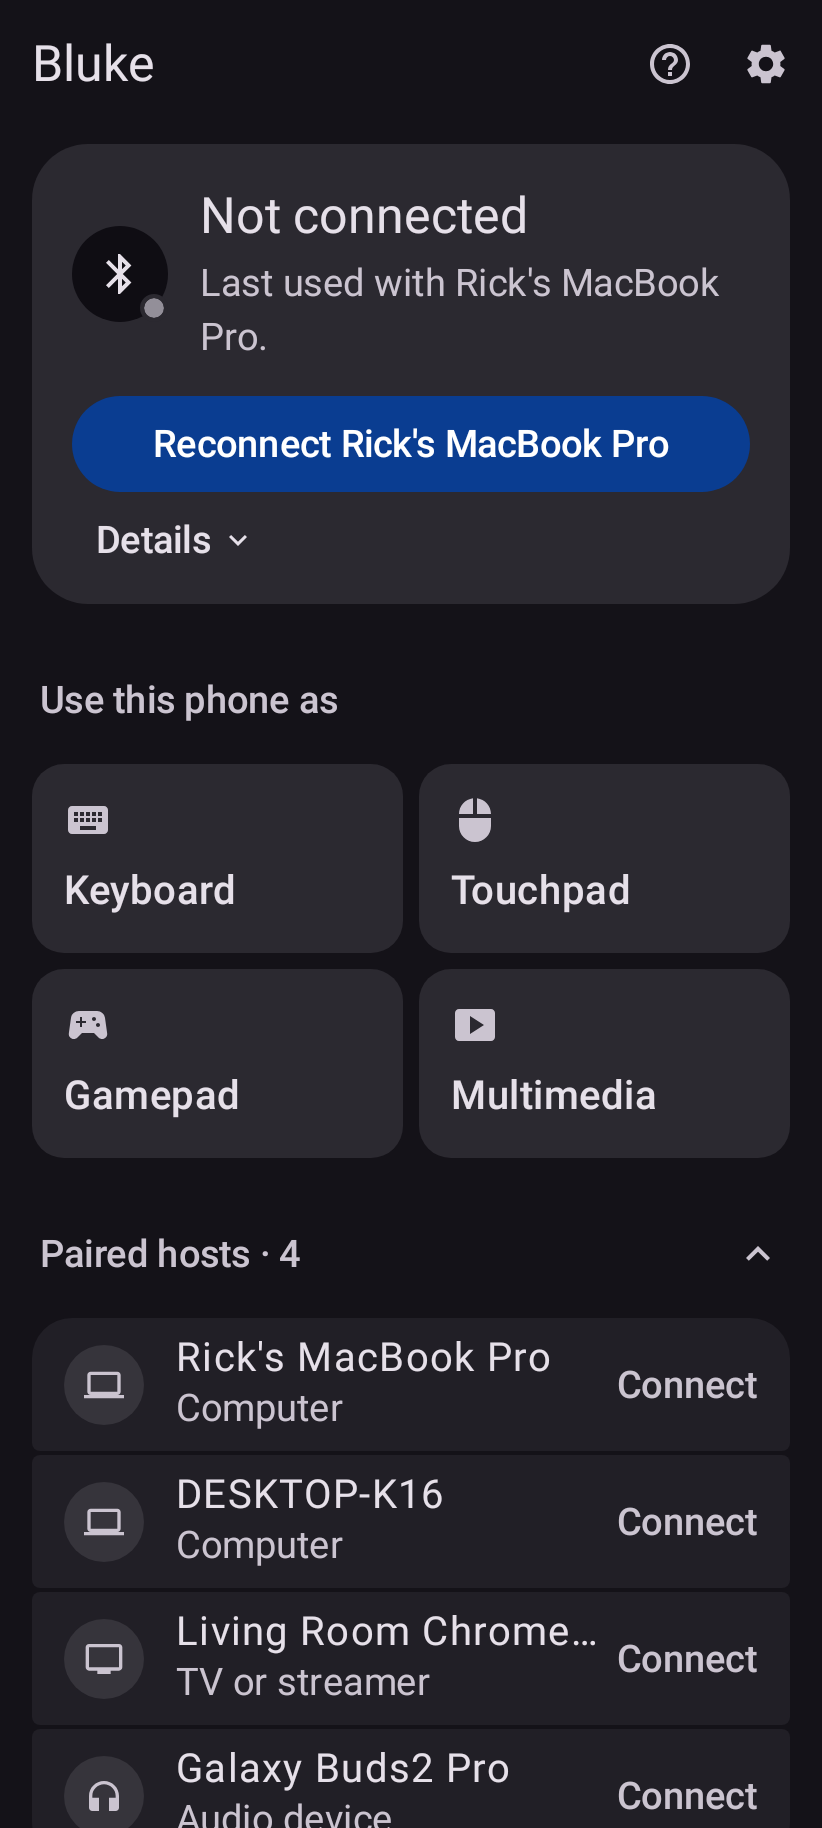 Bluke
Not connected
Last used with Rick's MacBook
Pro.
Reconnect Rick's MacBook Pro
Details
Use this phone as
Keyboard
Touchpad
Gamepad
Multimedia
Paired hosts · 4
Rick's MacBook Pro
Computer
Connect
DESKTOP-K16
Computer
Connect
Living Room Chrome…
TV or streamer
Connect
Galaxy Buds2 Pro
Audio device
Connect